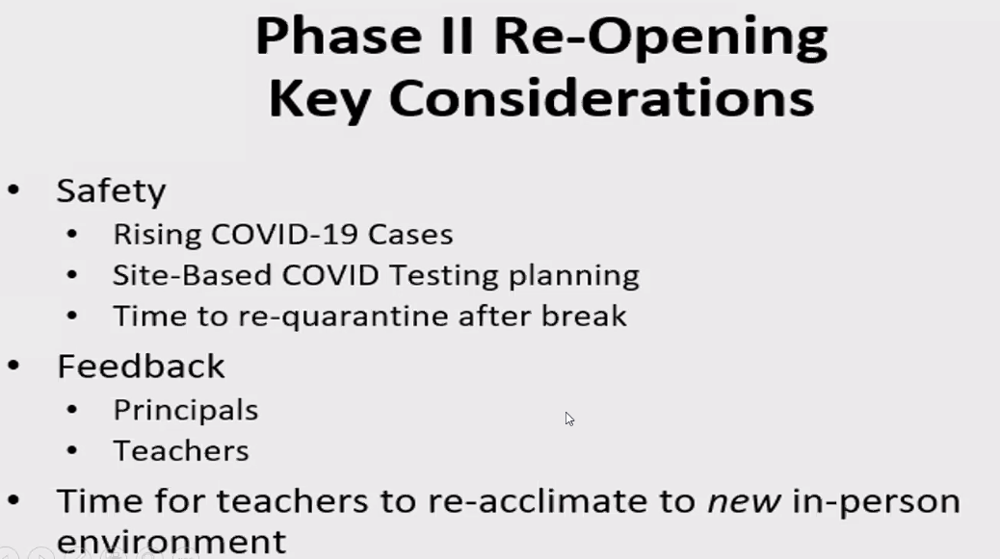 Phase II Re-Opening
Key Considerations
• Safety
• Rising COVID-19 Cases
• Site-Based COVID Testing planning
• Time to re-quarantine after break
• Feedback
• Principals
• Teachers
• Time for teachers to re-acclimate to new in-person
environment